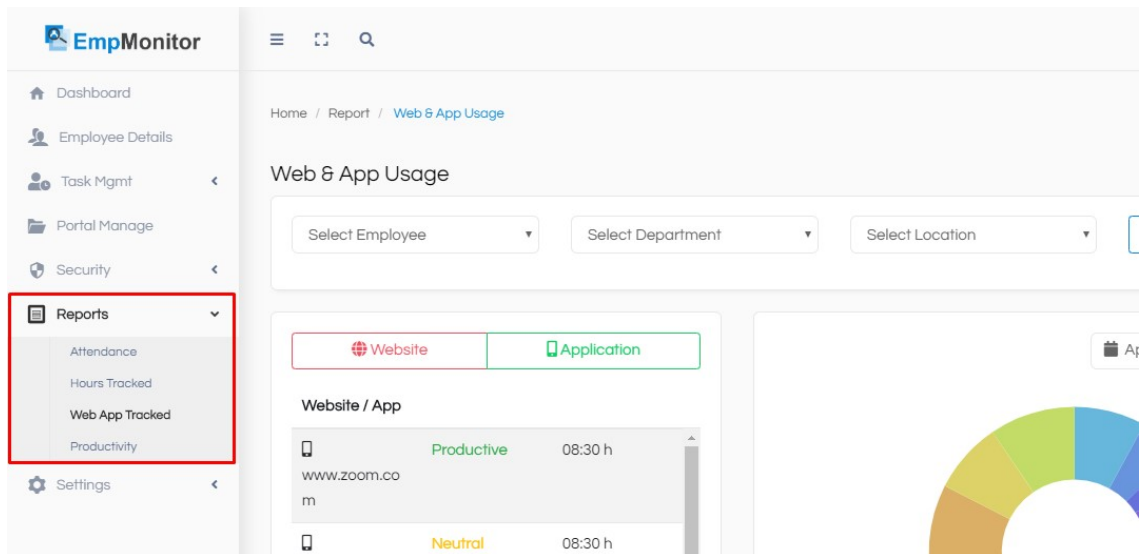 EmpMonitor
Dashboard
Employee Details
Task Mgmt
Portal Manage
Security
Reports
Attendance
Hours Tracked
Web App Tracked
Productivity
Settings
Home / Report / Web & App Usage
Web & App Usage
Select Employee
Select Department
Select Location
Website
Application
Website / App
Productive 08:30 h
www.zoom.co
m
Neutral 08:30 h